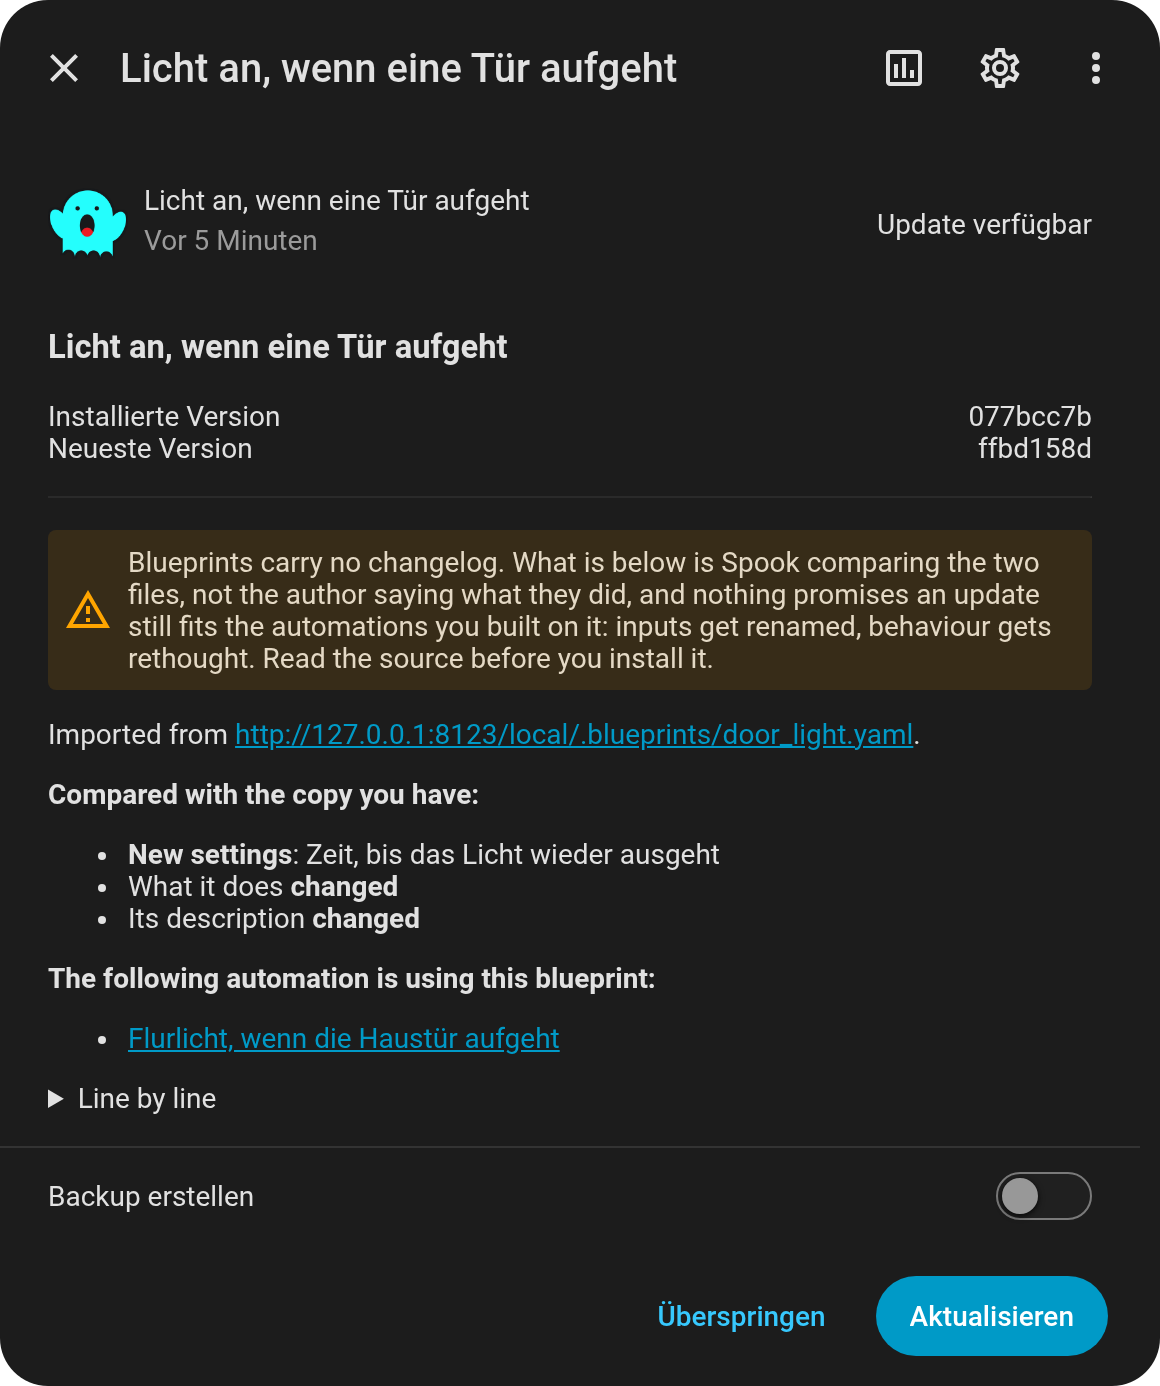 Licht an, wenn eine Tür aufgeht
Licht an, wenn eine Tür aufgeht
Vor 5 Minuten
Update verfügbar
Licht an, wenn eine Tür aufgeht
Installierte Version 077bcc7b
Neueste Version ffbd158d
Blueprints carry no changelog. What is below is Spook comparing the two
files, not the author saying what they did, and nothing promises an update
still fits the automations you built on it: inputs get renamed, behaviour gets
rethought. Read the source before you install it.
Imported from http://127.0.0.1:8123/local/.blueprints/door_light.yaml.
Compared with the copy you have:
• New settings: Zeit, bis das Licht wieder ausgeht
• What it does changed
• Its description changed
The following automation is using this blueprint:
• Flurlicht, wenn die Haustür aufgeht
Line by line
Backup erstellen
Überspringen Aktualisieren